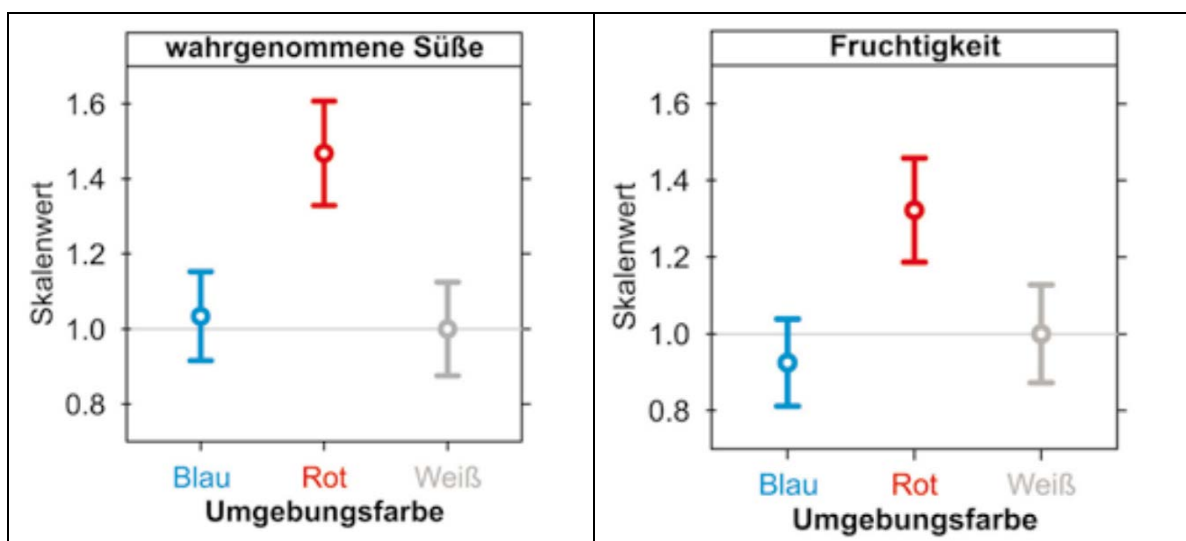 wahrgenommene Süße
Skalenwert
1.6
1.4
1.2
1.0
0.8
Blau Rot Weiß
Umgebungsfarbe
Fruchtigkeit
Skalenwert
1.6
1.4
1.2
1.0
0.8
Blau Rot Weiß
Umgebungsfarbe